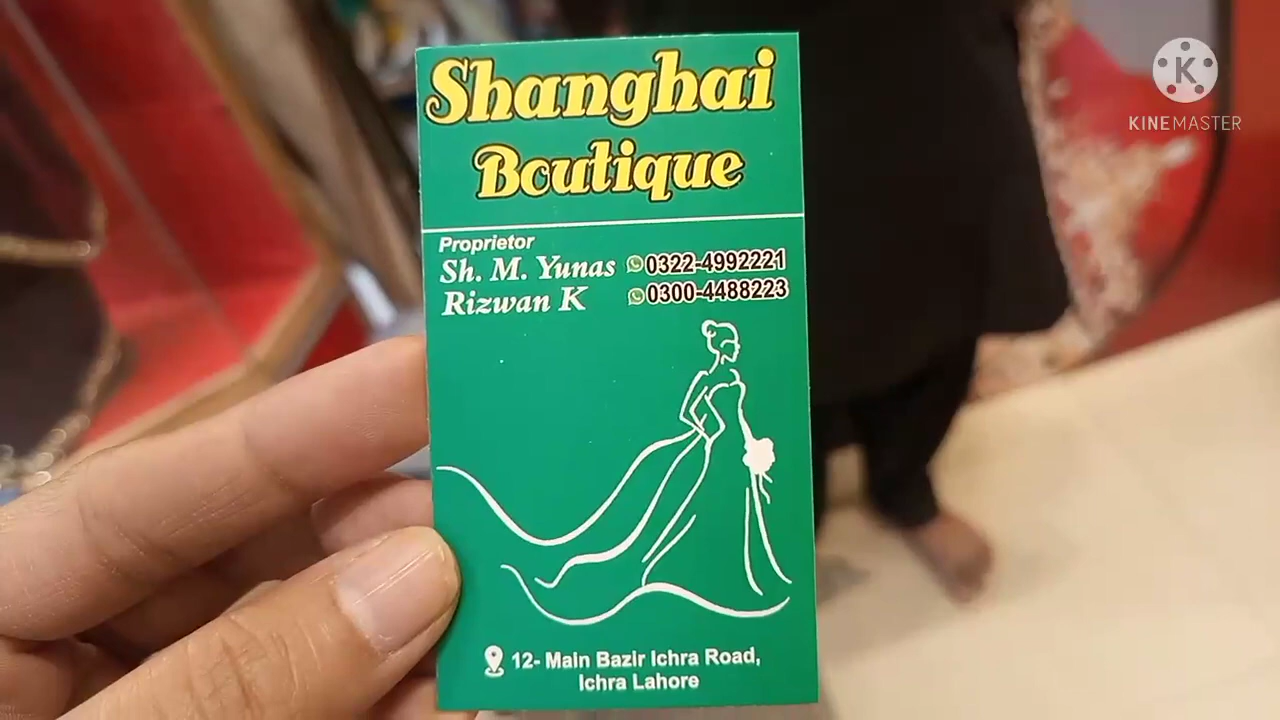 Shanghai
Boutique
Proprietor
Sh. M. Yunas 0322-4992221
Rizwan K 0300-4488223
12- Main Bazir Ichra Road,
Ichra Lahore
K
KINEMASTER